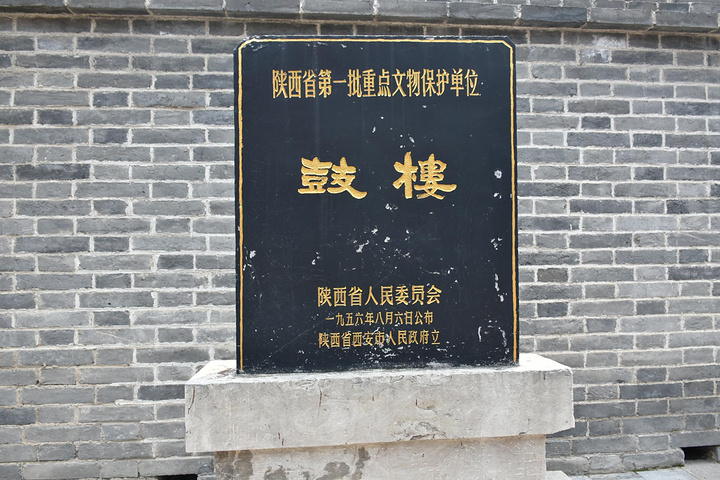 陕西省第一批重点文物保护单位
鼓樓
陕西省人民委员会
一九五六年八月六日公布
陕西省西安市人民政府立